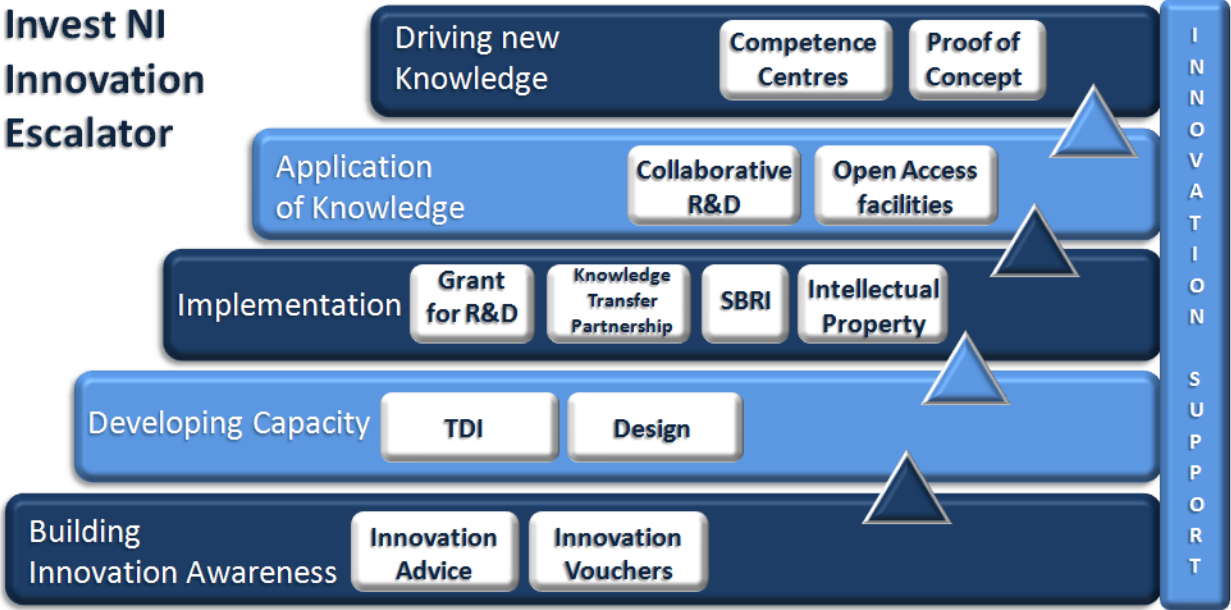 Invest NI
Innovation
Escalator
Driving new
Knowledge
Competence
Centres
Proof of
Concept
Application
of Knowledge
Collaborative
R&D
Open Access
facilities
Implementation
Grant
for R&D
Knowledge
Transfer
Partnership
SBRI
Intellectual
Property
Developing Capacity
TDI
Design
Building
Innovation Awareness
Innovation
Advice
Innovation
Vouchers
INNOVATION SUPPORT